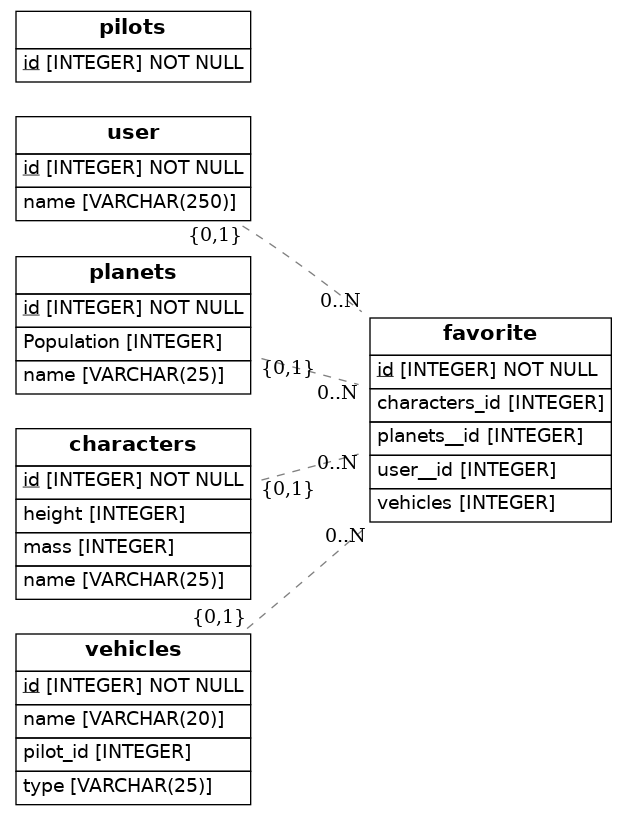 pilots
id [INTEGER] NOT NULL
user
id [INTEGER] NOT NULL
name [VARCHAR(250)]
{0,1}
planets
id [INTEGER] NOT NULL
Population [INTEGER]
name [VARCHAR(25)]
{0,1}
characters
id [INTEGER] NOT NULL
height [INTEGER]
mass [INTEGER]
name [VARCHAR(25)]
{0,1}
{0,1}
vehicles
id [INTEGER] NOT NULL
name [VARCHAR(20)]
pilot_id [INTEGER]
type [VARCHAR(25)]
0..N
0..N
0..N
0..N
favorite
id [INTEGER] NOT NULL
characters_id [INTEGER]
planets__id [INTEGER]
user__id [INTEGER]
vehicles [INTEGER]